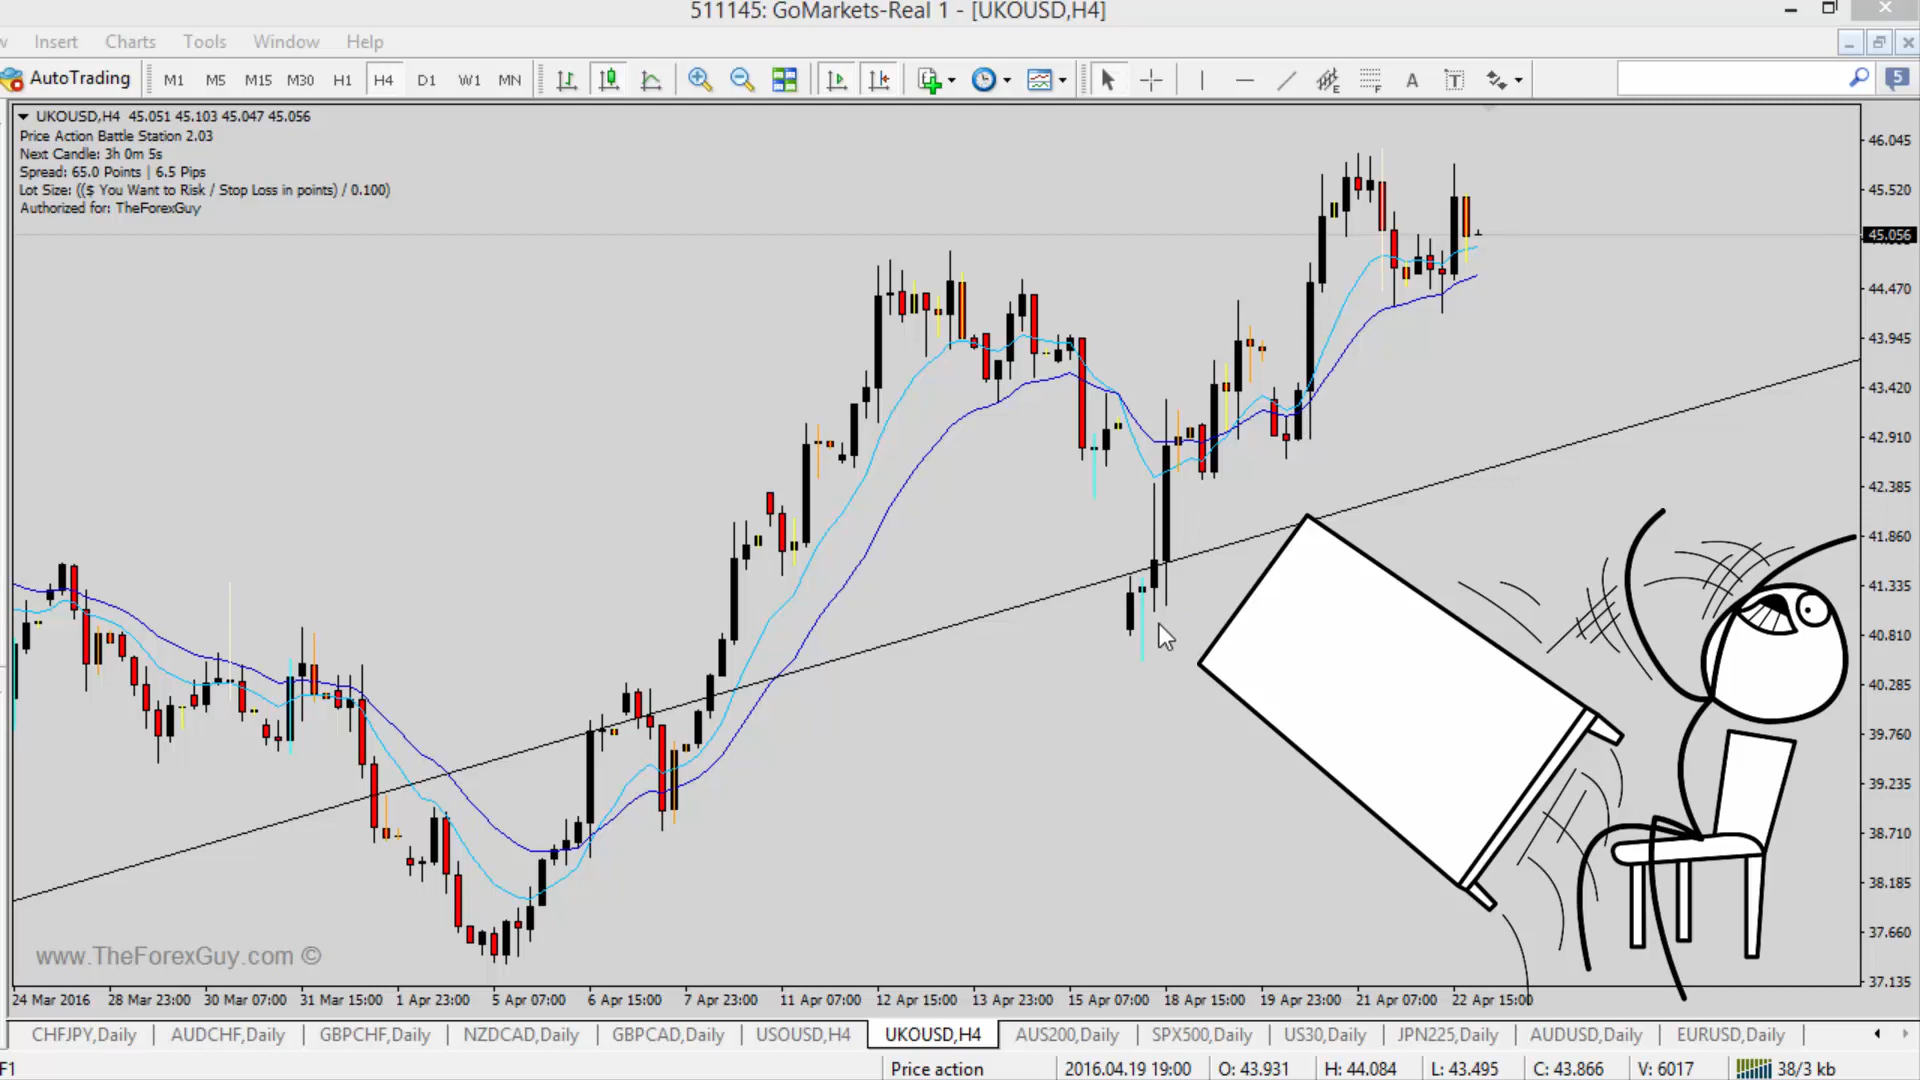 511145: GoMarkets-Real 1 - [UKOUSD,H4]
Insert Charts Tools Window Help
AutoTrading M1 M5 M15 M30 H1 H4 D1 W1 MN E F A T 5
UKOUSD,H4 45.051 45.103 45.047 45.056
Price Action Battle Station 2.03
Next Candle: 3h 0m 5s
Spread: 65.0 Points | 6.5 Pips
Lot Size: (($ You Want to Risk / Stop Loss in points) / 0.100)
Authorized for: TheForexGuy
46.045
45.520
45.056
44.470
43.945
43.420
42.910
42.385
41.860
41.335
40.810
40.285
39.760
39.235
38.710
38.185
37.660
37.135
www.TheForexGuy.com ©
24 Mar 2016 28 Mar 23:00 30 Mar 07:00 31 Mar 15:00 1 Apr 23:00 5 Apr 07:00 6 Apr 15:00 7 Apr 23:00 11 Apr 07:00 12 Apr 15:00 13 Apr 23:00 15 Apr 07:00 18 Apr 15:00 19 Apr 23:00 21 Apr 07:00 22 Apr 15:00
CHFJPY,Daily AUDCHF,Daily GBPCHF,Daily NZDCAD,Daily GBPCAD,Daily USOUSD,H4 UKOUSD,H4 AUS200,Daily SPX500,Daily US30,Daily JPN225,Daily AUDUSD,Daily EURUSD,Daily
F1 Price action 2016.04.19 19:00 O: 43.931 H: 44.084 L: 43.495 C: 43.866 V: 6017 38/3 kb